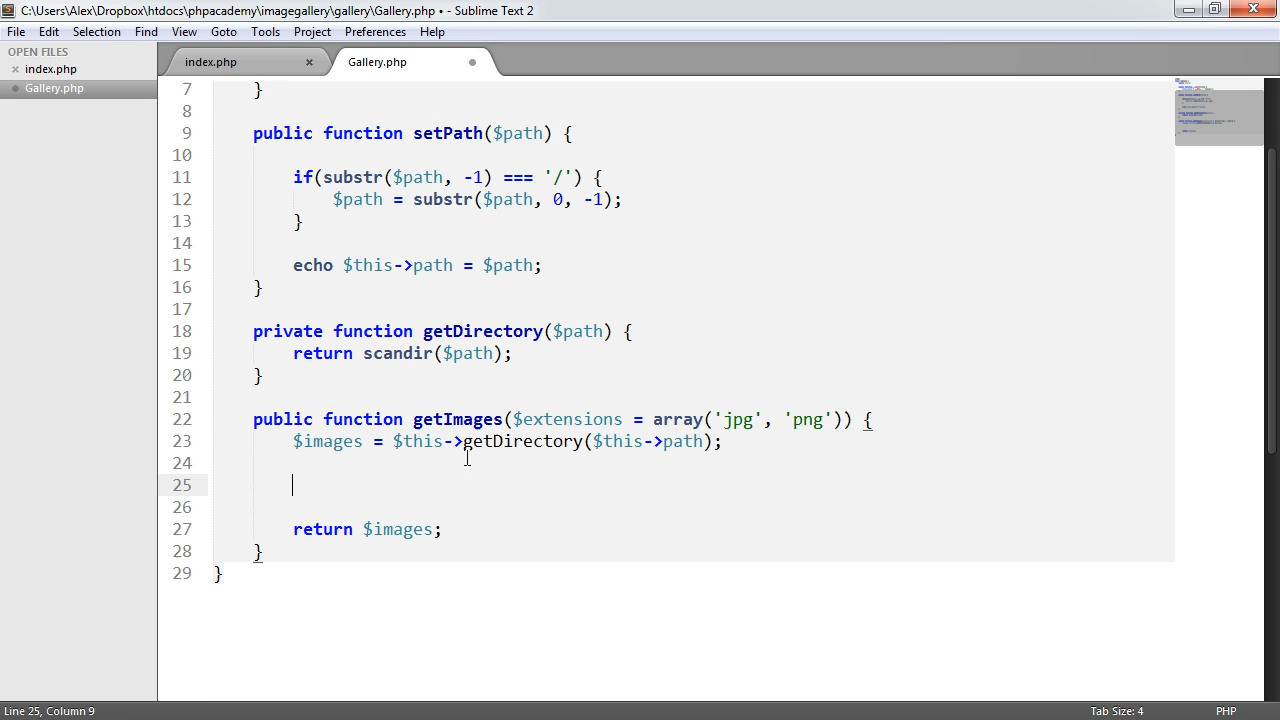 C:\Users\Alex\Dropbox\htdocs\phpacademy\imagegallery\gallery\Gallery.php • - Sublime Text 2
File Edit Selection Find View Goto Tools Project Preferences Help
OPEN FILES
index.php
Gallery.php
index.php Gallery.php
7 }
8
9 public function setPath($path) {
10
11 if(substr($path, -1) === '/') {
12 $path = substr($path, 0, -1);
13 }
14
15 echo $this->path = $path;
16 }
17
18 private function getDirectory($path) {
19 return scandir($path);
20 }
21
22 public function getImages($extensions = array('jpg', 'png')) {
23 $images = $this->getDirectory($this->path);
24
25
26
27 return $images;
28 }
29 }
Line 25, Column 9 Tab Size: 4 PHP